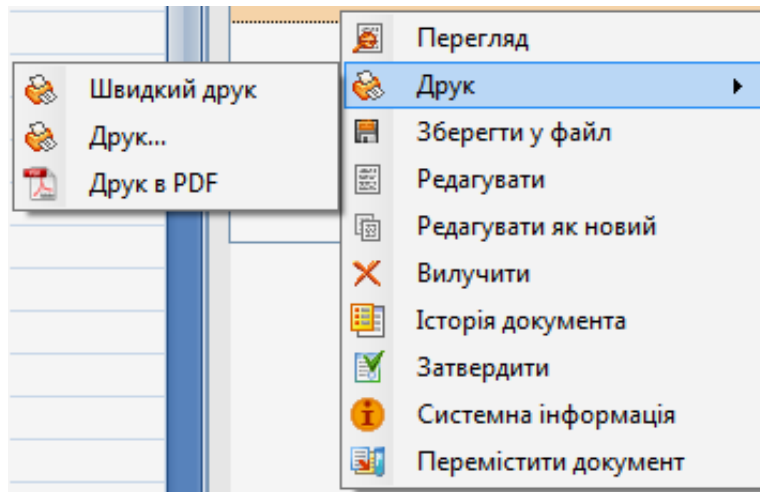 Перегляд
Друк
Швидкий друк
Друк...
Друк в PDF
Зберегти у файл
Редагувати
Редагувати як новий
Вилучити
Історія документа
Затвердити
Системна інформація
Перемістити документ